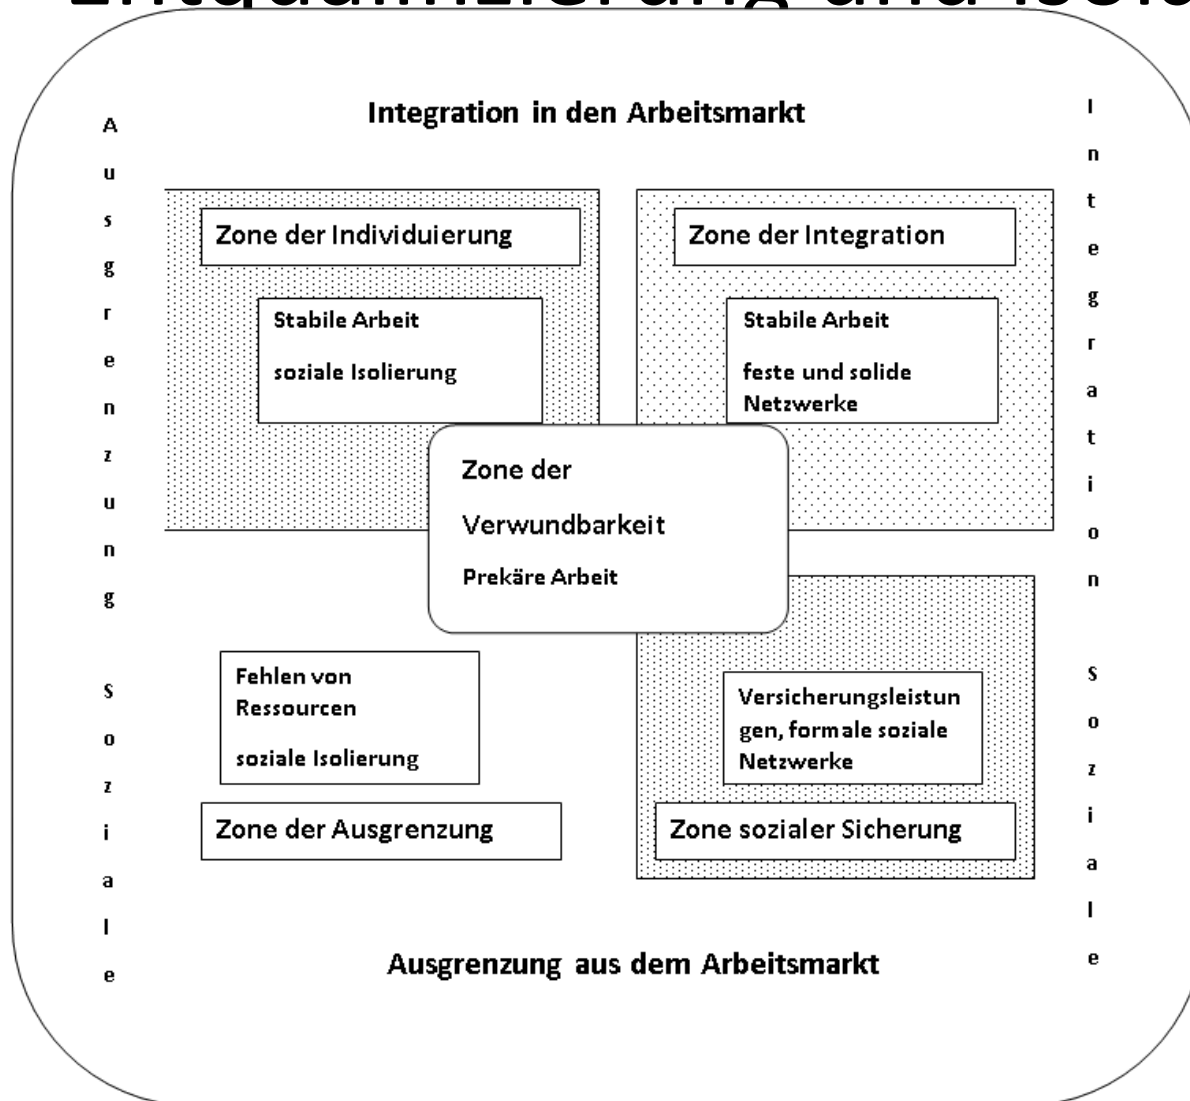 Entqualifizierung und
Integration in den Arbeitsmarkt
Ausgrenzung Soziale
Integration Soziale
Zone der Individuierung
Stabile Arbeit
soziale Isolierung
Zone der Integration
Stabile Arbeit
feste und solide
Netzwerke
Zone der
Verwundbarkeit
Prekäre Arbeit
Fehlen von
Ressourcen
soziale Isolierung
Zone der Ausgrenzung
Versicherungsleistun
gen, formale soziale
Netzwerke
Zone sozialer Sicherung
Ausgrenzung aus dem Arbeitsmarkt